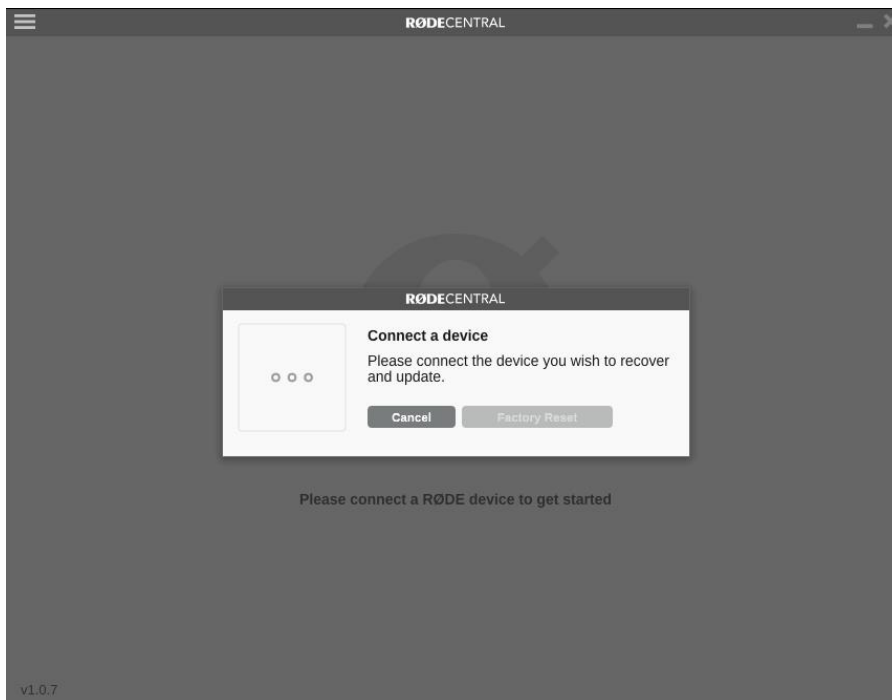 RØDECENTRAL
RØDECENTRAL
Connect a device
Please connect the device you wish to recover
and update.
Cancel
Factory Reset
Please connect a RØDE device to get started
v1.0.7